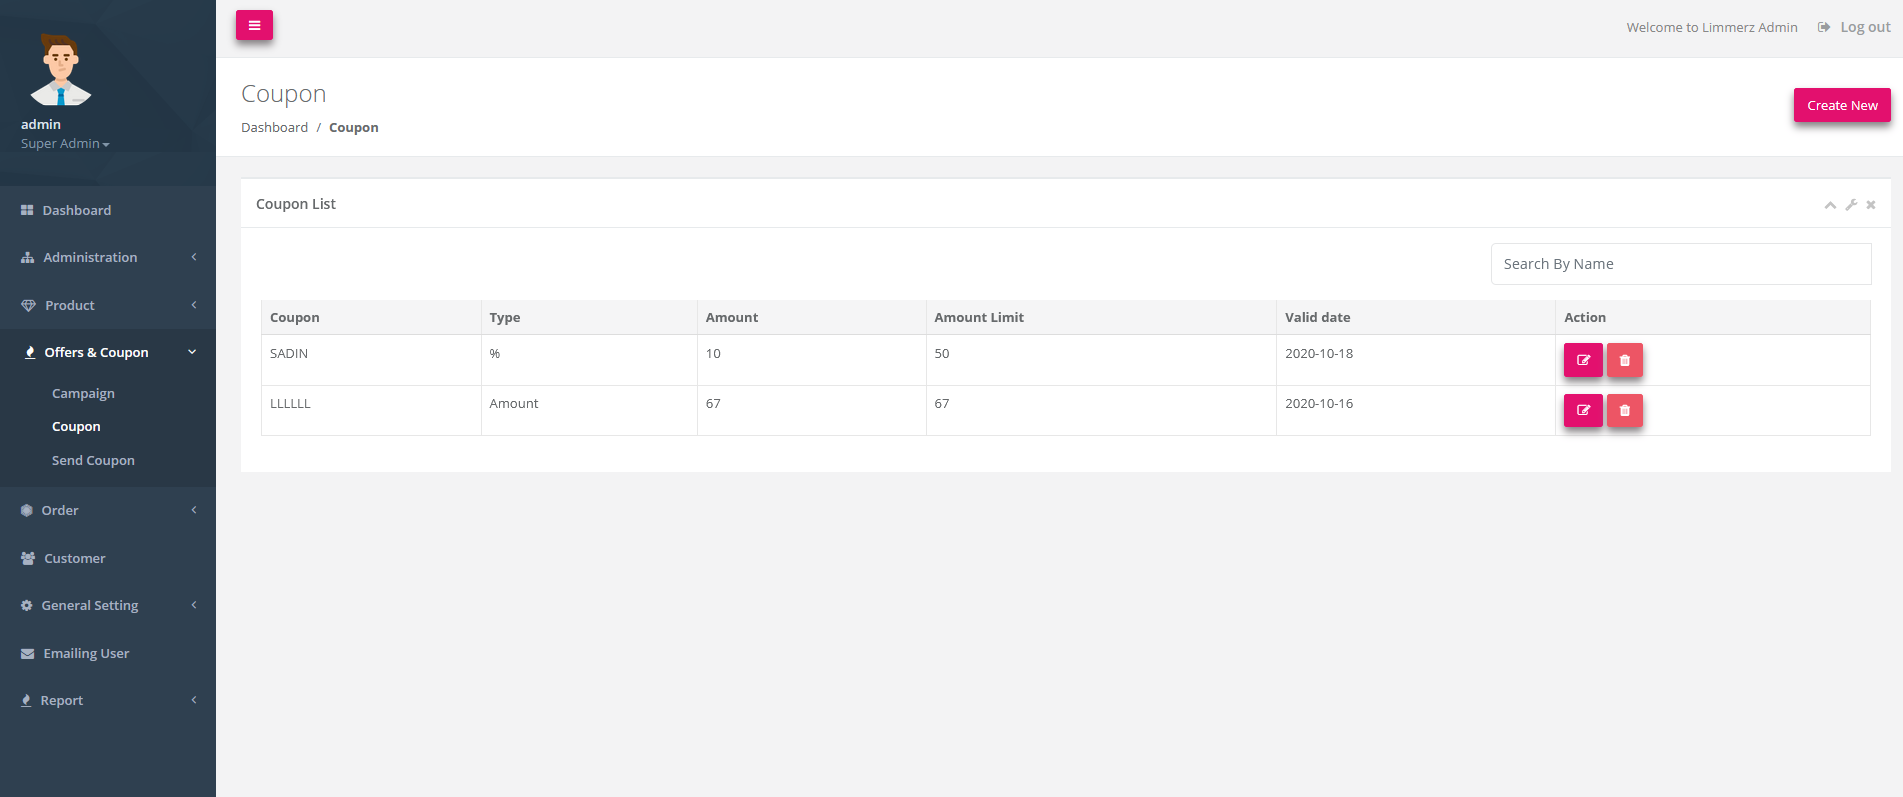 Welcome to Limmerz Admin Log out
admin
Super Admin
Dashboard
Administration
Product
Offers & Coupon
Campaign
Coupon
Send Coupon
Order
Customer
General Setting
Emailing User
Report
Coupon
Dashboard / Coupon
Create New
Coupon List
Search By Name
Coupon Type Amount Amount Limit Valid date Action
SADIN % 10 50 2020-10-18
LLLLLL Amount 67 67 2020-10-16